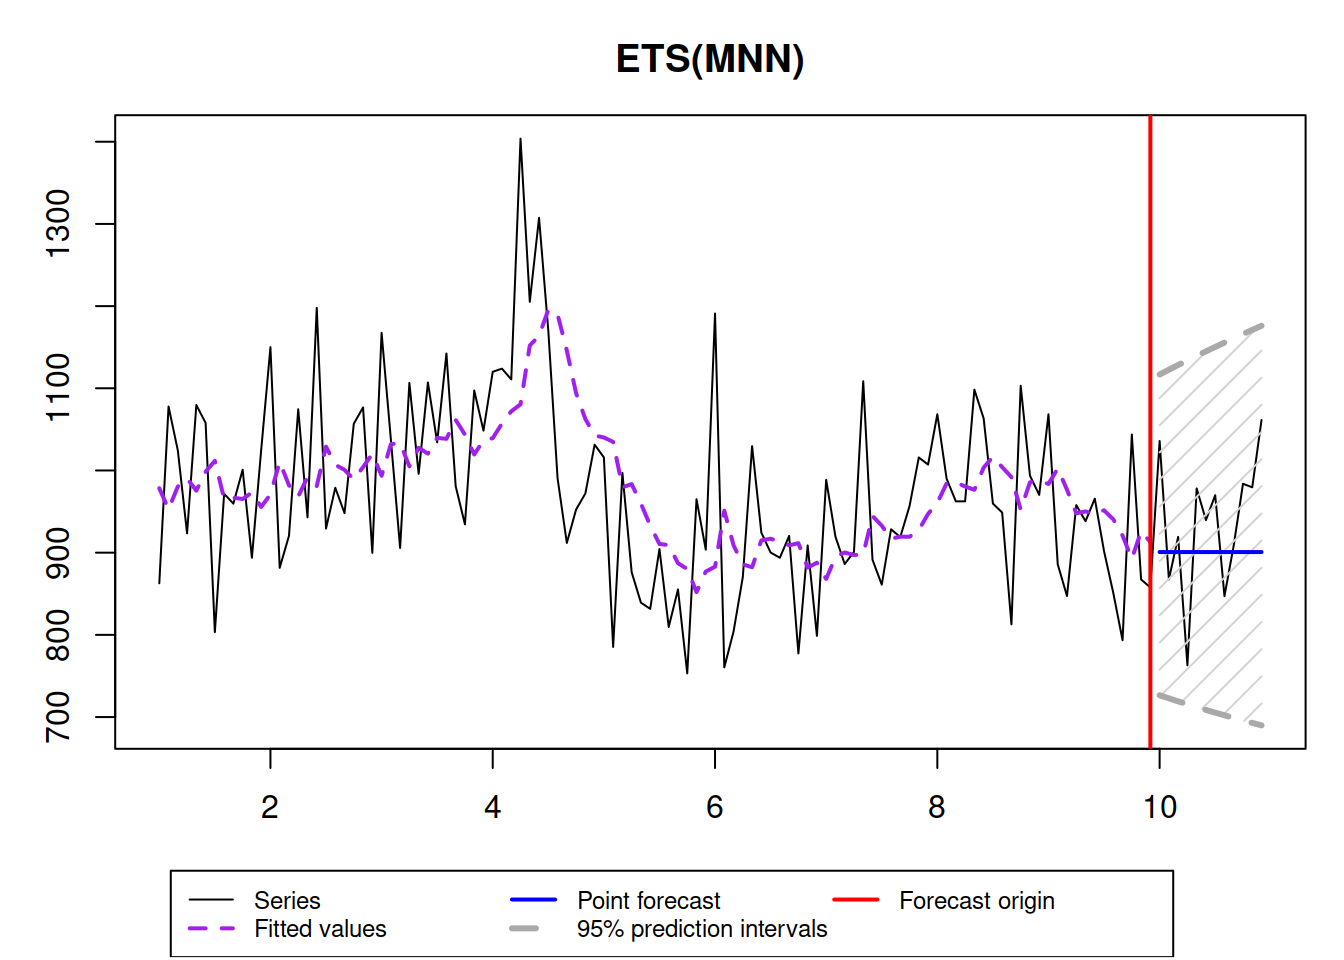 ETS(MNN)
1300
1100
900
800
700
2 4 6 8 10
Series Point forecast Forecast origin
Fitted values 95% prediction intervals